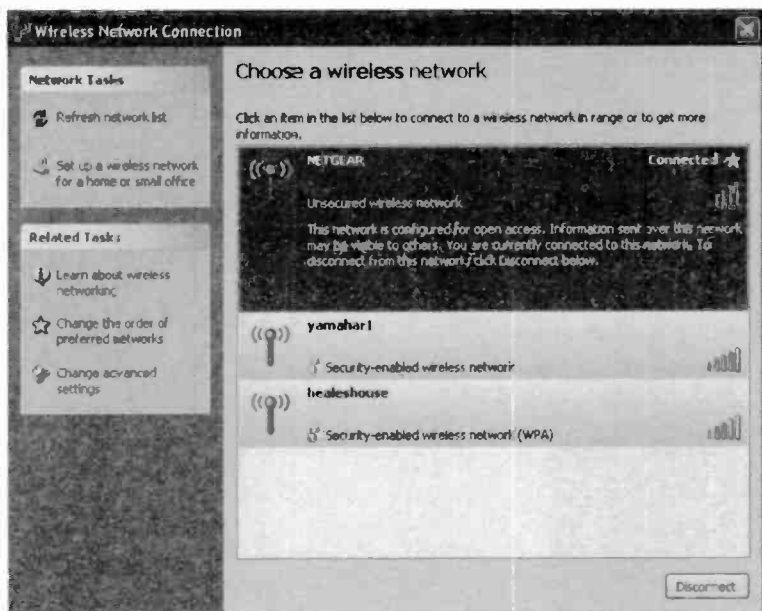 Wireless Network Connection
Network Tasks
Refresh network list
Set up a wireless network
for a home or small office
Related Tasks
Learn about wireless
networking
Change the order of
preferred networks
Change advanced
settings
Choose a wireless network
Click an item in the list below to connect to a wireless network in range or to get more
information.
NETGEAR Connected
Unsecured wireless network
This network is configured for open access. Information sent over this network
may be visible to others. You are currently connected to this network. To
disconnect from this network, click Disconnect below.
yamahar1
Security-enabled wireless network
healeshouse
Security-enabled wireless network (WPA)
Disconnect